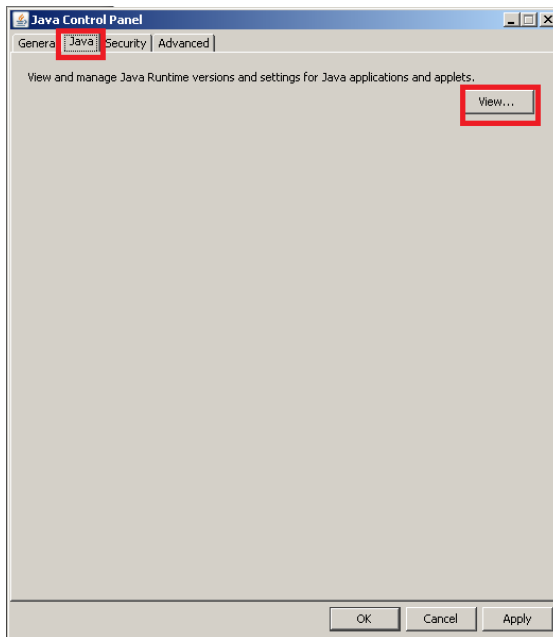 Java Control Panel
Genera Java Security Advanced
View and manage Java Runtime versions and settings for Java applications and applets.
View...
OK Cancel Apply